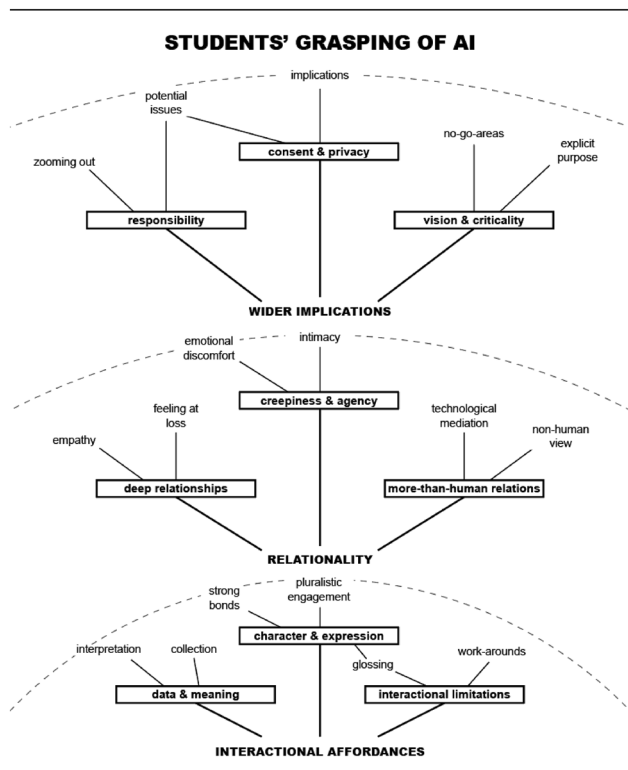 STUDENTS' GRASPING OF AI
implications
potential
issues
consent & privacy
no-go-areas
explicit
purpose
zooming out
responsibility
vision & criticality
WIDER IMPLICATIONS
emotional
discomfort
intimacy
creepiness & agency
feeling at
loss
technological
mediation
empathy
non-human
view
deep relationships
more-than-human relations
RELATIONALITY
strong
bonds
pluralistic
engagement
character & expression
interpretation
collection
glossing
work-arounds
data & meaning
interactional limitations
INTERACTIONAL AFFORDANCES